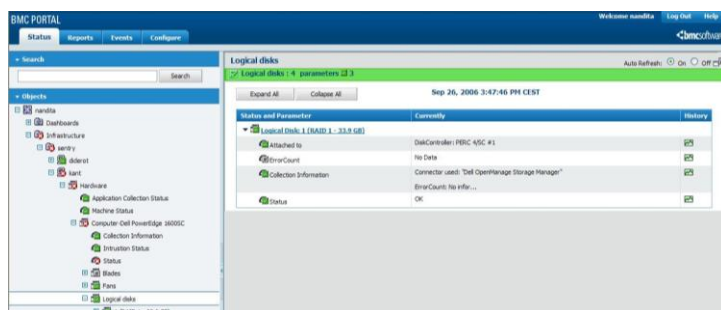 BMC PORTAL
Welcome nandita Log Out Help
Status Reports Events Configure
<bmcsoftware
Search
Search
Objects
nandita
Dashboards
Infrastructure
sentry
diderot
kant
Hardware
Application Collection Status
Machine Status
Computer-Dell PowerEdge 1600SC
Collection Information
Intrusion Status
Status
Blades
Fans
Logical disks
Logical disks
Auto Refresh: On Off
Logical disks : 4 parameters 3
Expand All Collapse All Sep 26, 2006 3:47:46 PM CEST
Status and Parameter Currently History
Logical Disk: 1 (RAID 1 - 33.9 GB)
Attached to DiskController: PERC 4/SC #1
ErrorCount No Data
Collection Information Connector used: "Dell OpenManage Storage Manager"
ErrorCount: No infor...
Status OK